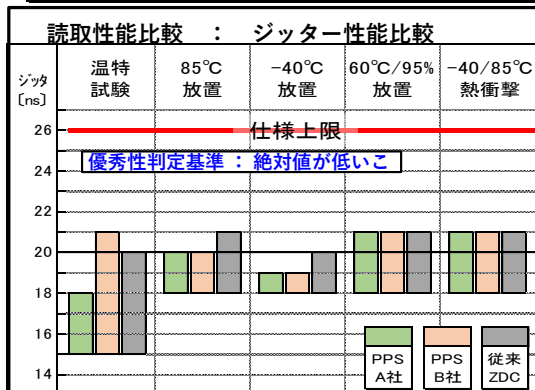 読取性能比較 ： ジッター性能比較
ジッタ
[ns]
温特
試験
85℃
放置
-40℃
放置
60℃/95%
放置
-40/85℃
熱衝撃
26
仕様上限
優秀性判定基準 ： 絶対値が低いこ
24
22
20
18
16
14
PPS
A社
PPS
B社
従来
ZDC